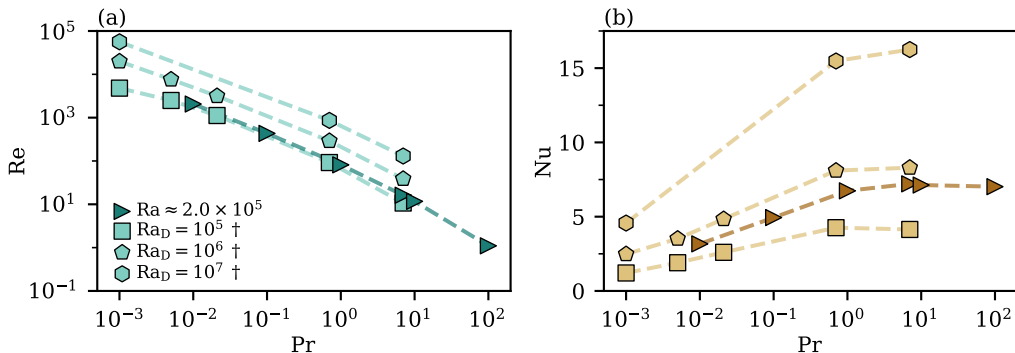 (a)
10^5
10^3
10^1
10^−1
Re
Ra ≈ 2.0 × 10^5
Ra_D = 10^5 †
Ra_D = 10^6 †
Ra_D = 10^7 †
10^−3 10^−2 10^−1 10^0 10^1 10^2
Pr
(b)
15
10
5
0
Nu
10^−3 10^−2 10^−1 10^0 10^1 10^2
Pr